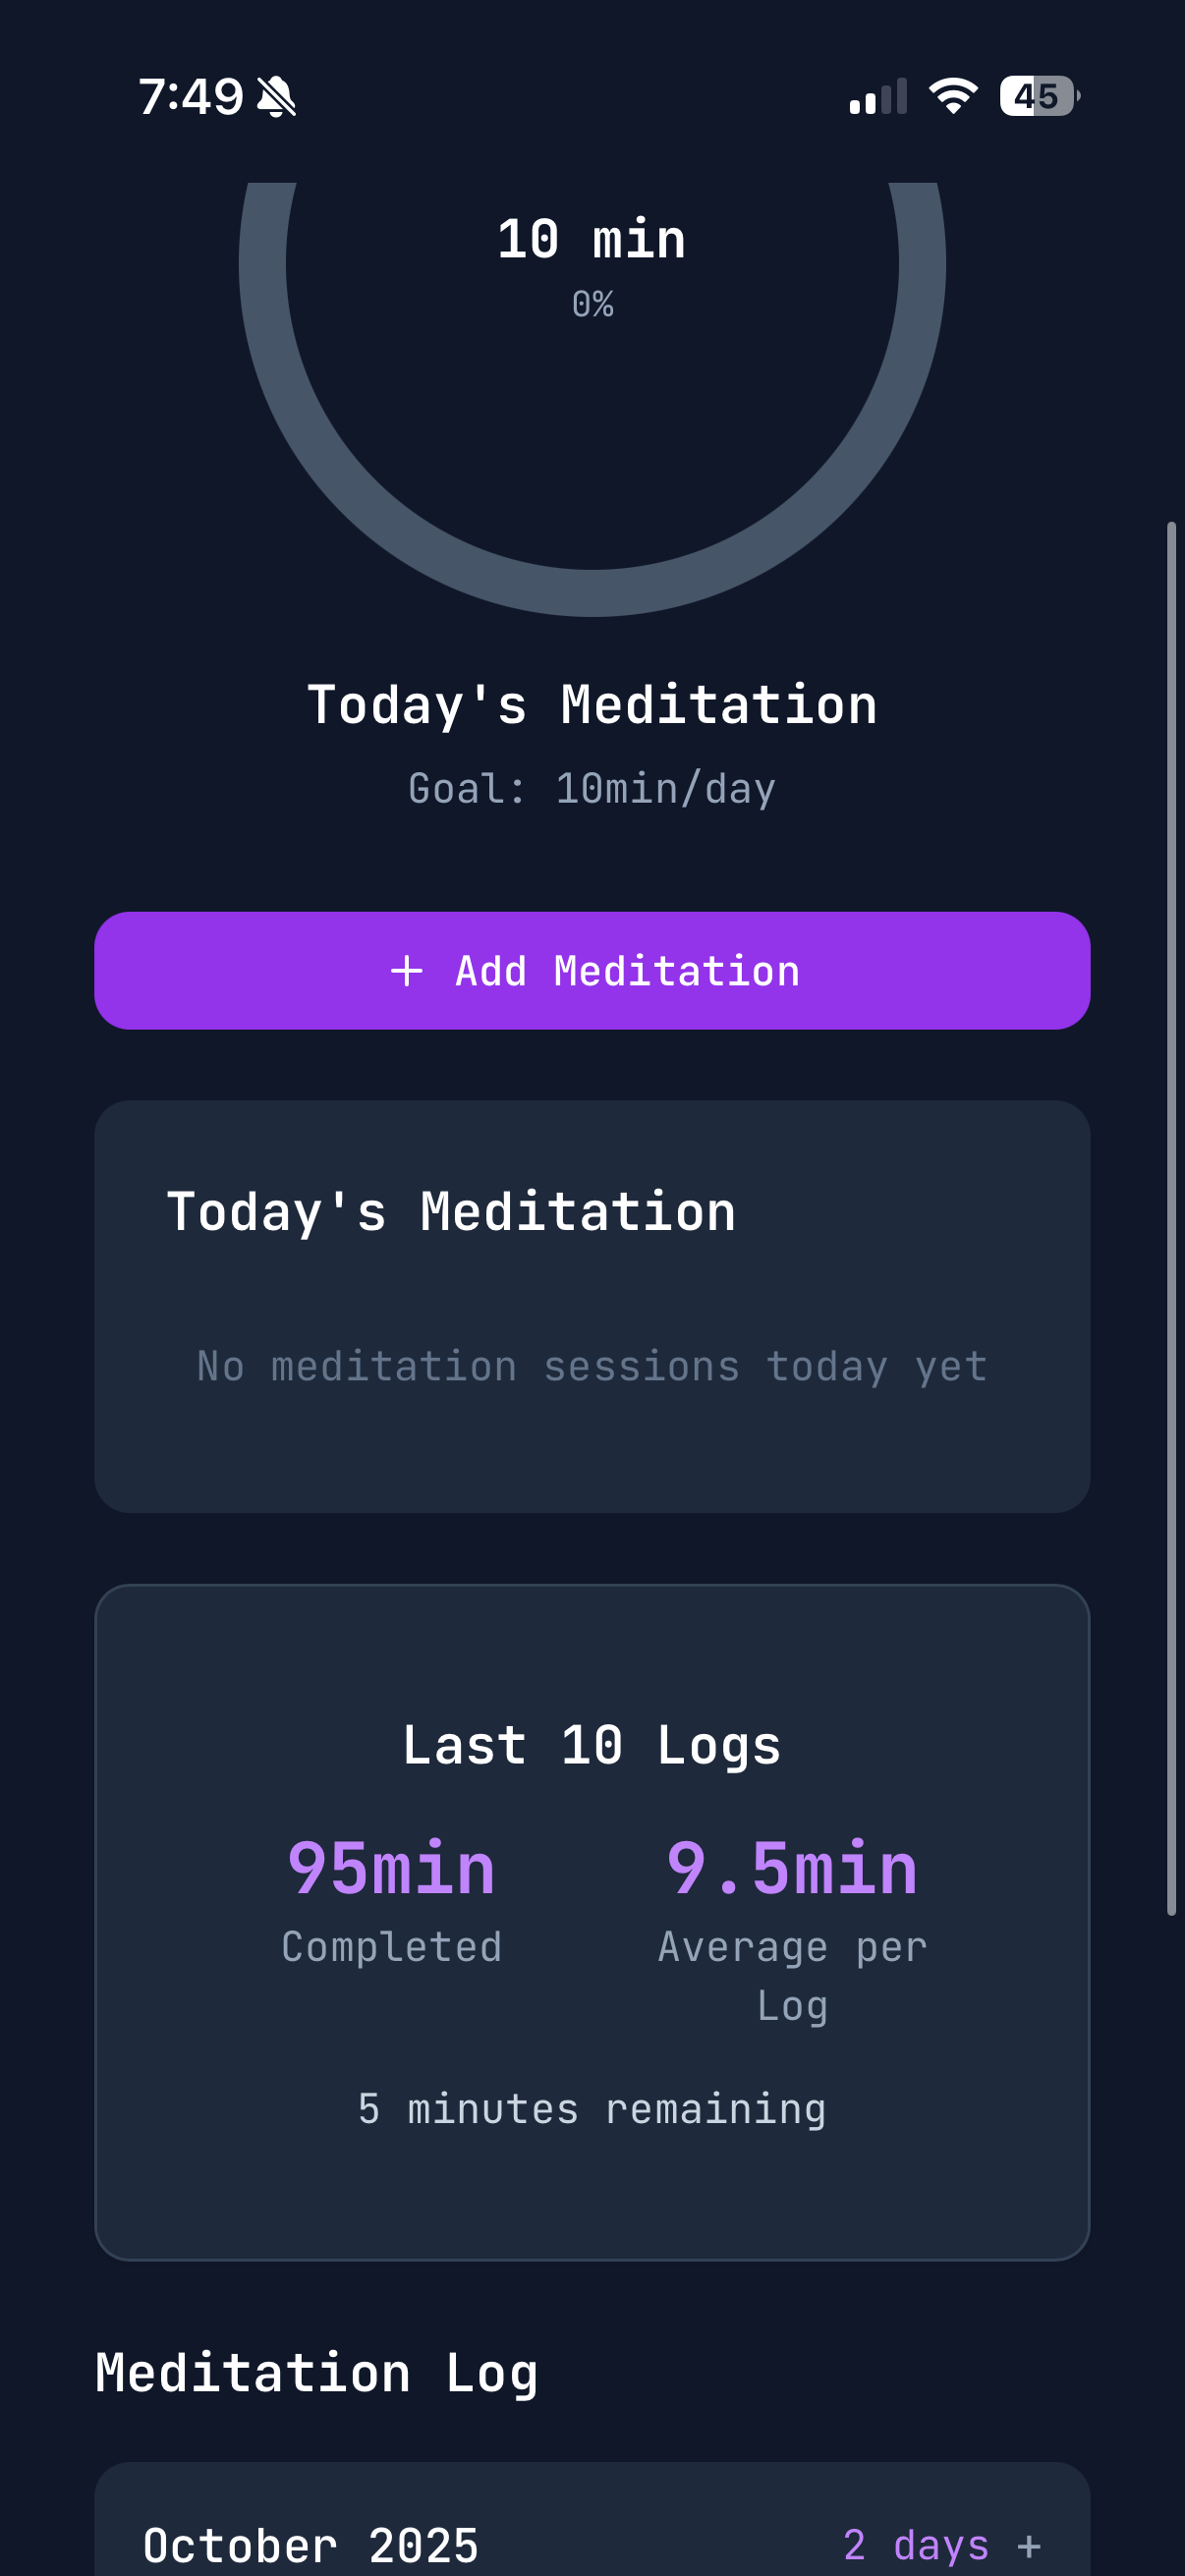 7:49
45
10 min
0%
Today's Meditation
Goal: 10min/day
+ Add Meditation
Today's Meditation
No meditation sessions today yet
Last 10 Logs
95min 9.5min
Completed Average per
Log
5 minutes remaining
Meditation Log
October 2025 2 days +